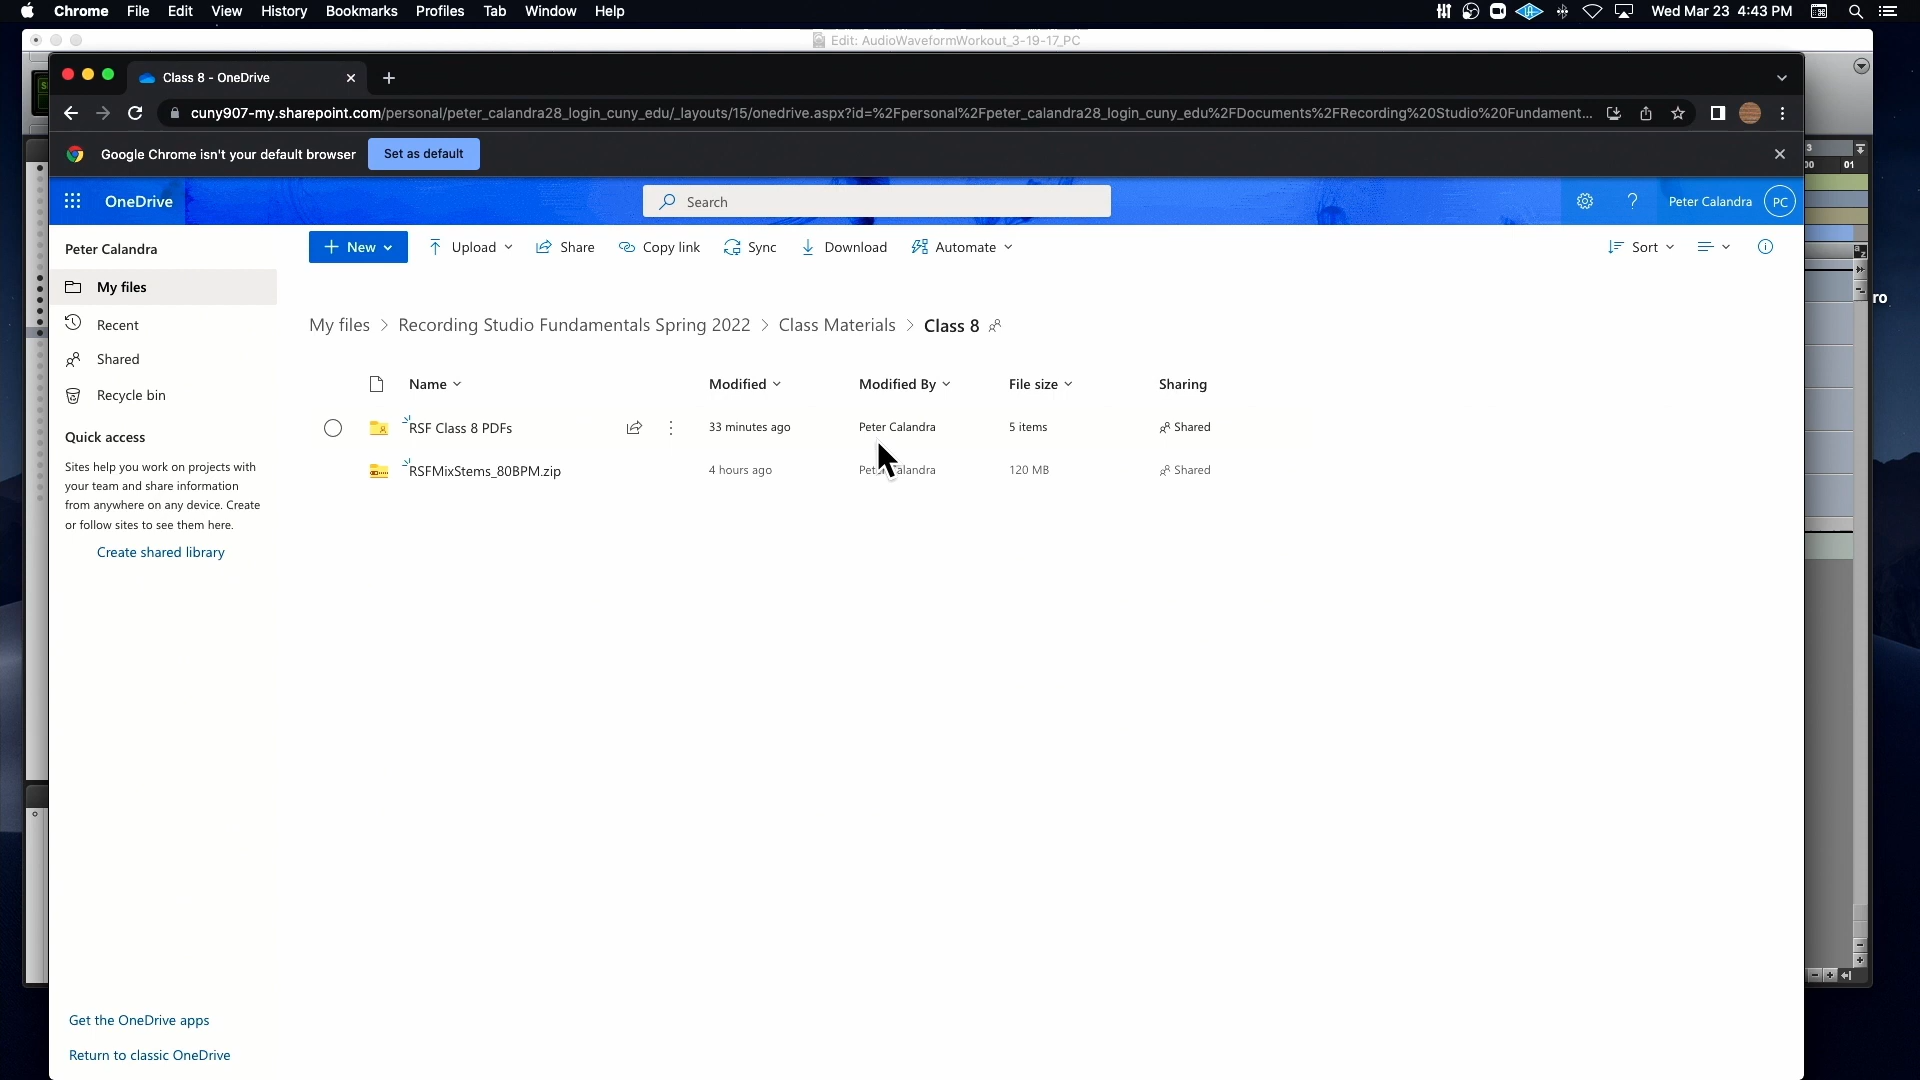 Chrome File Edit View History Bookmarks Profiles Tab Window Help Wed Mar 23 4:43 PM
Edit: AudioWaveformWorkout_3-19-17_PC
Class 8 - OneDrive
cuny907-my.sharepoint.com/personal/peter_calandra28_login_cuny_edu/_layouts/15/onedrive.aspx?id=%2Fpersonal%2Fpeter_calandra28_login_cuny_edu%2FDocuments%2FRecording%20Studio%20Fundament...
Google Chrome isn't your default browser Set as default
3
00 01
OneDrive Search ? Peter Calandra PC
Peter Calandra New Upload Share Copy link Sync Download Automate Sort
My files
Recent
Shared
Recycle bin
ro
My files > Recording Studio Fundamentals Spring 2022 > Class Materials > Class 8
Name Modified Modified By File size Sharing
RSF Class 8 PDFs 33 minutes ago Peter Calandra 5 items Shared
RSFMixStems_80BPM.zip 4 hours ago 120 MB Shared
Quick access
Sites help you work on projects with
your team and share information
from anywhere on any device. Create
or follow sites to see them here.
Create shared library
Get the OneDrive apps
Return to classic OneDrive